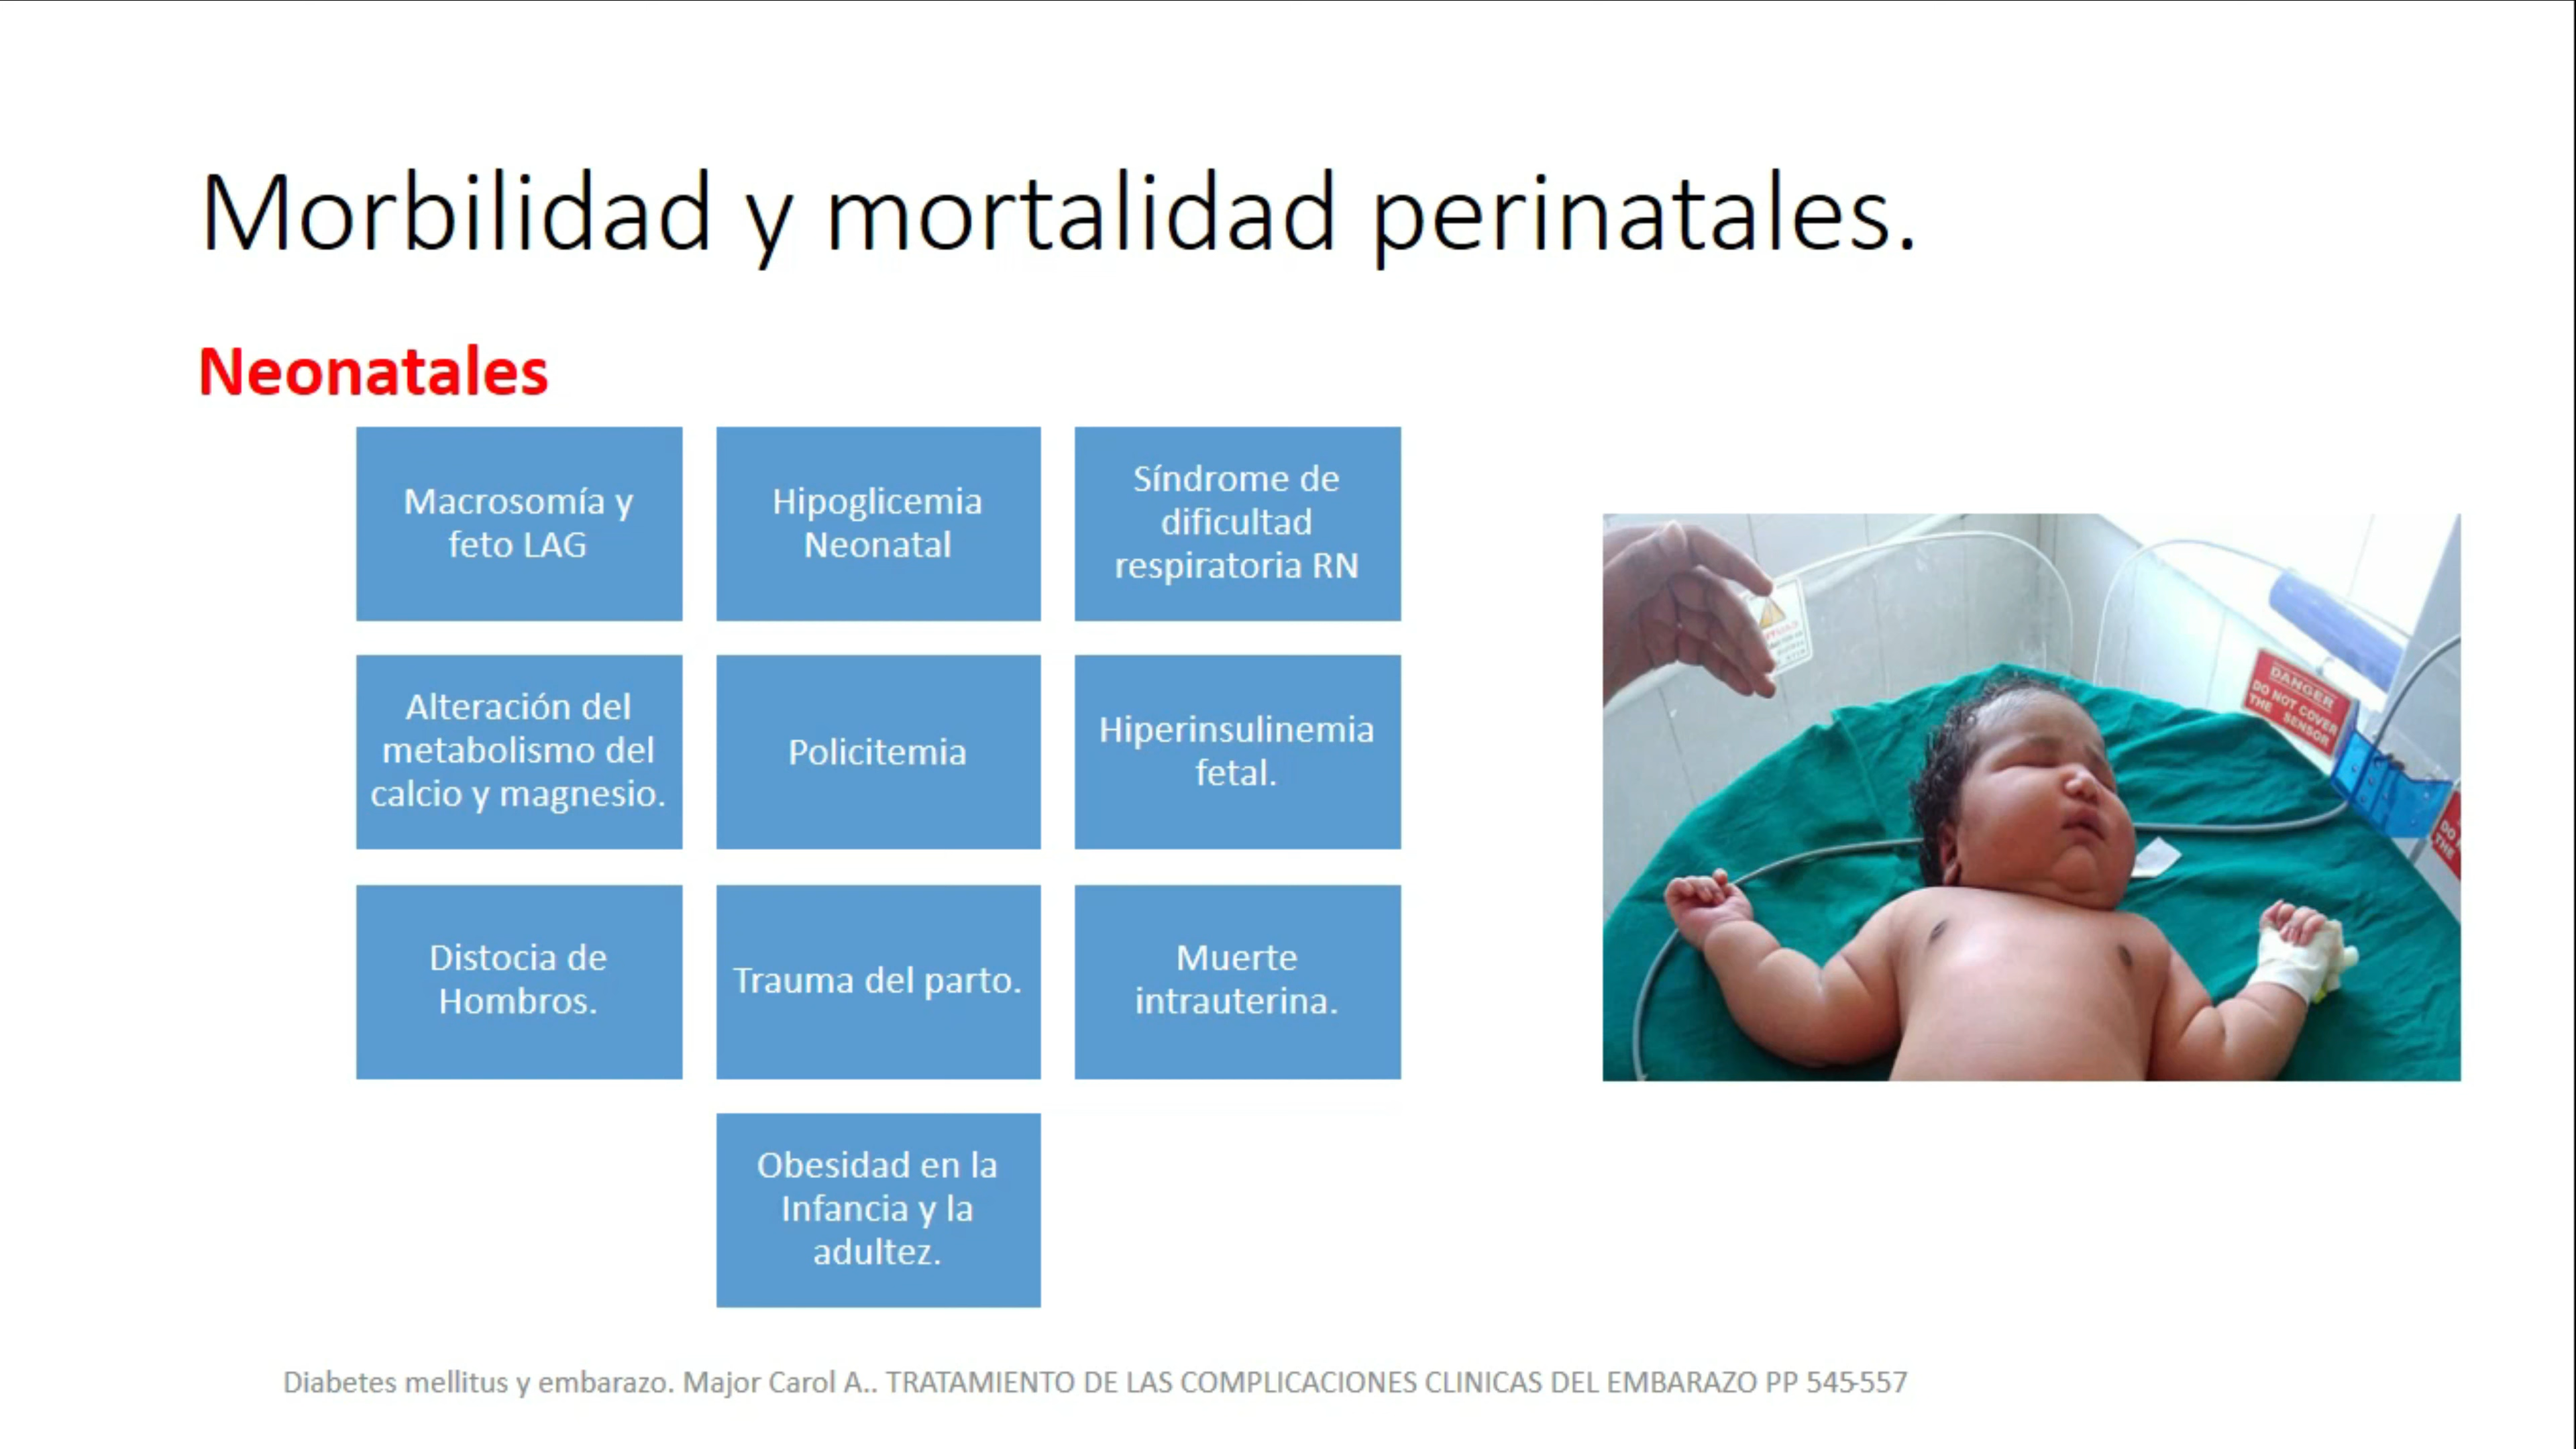 Morbilidad y mortalidad perinatales.
Neonatales
Macrosomía y
feto LAG
Hipoglicemia
Neonatal
Síndrome de
dificultad
respiratoria RN
Alteración del
metabolismo del
calcio y magnesio.
Policitemia
Hiperinsulinemia
fetal.
Distocia de
Hombros.
Trauma del parto.
Muerte
intrauterina.
Obesidad en la
Infancia y la
adultez.
DANGER
DO NOT COVER
THE SENSOR
DO
THE
Diabetes mellitus y embarazo. Major Carol A.. TRATAMIENTO DE LAS COMPLICACIONES CLINICAS DEL EMBARAZO PP 545-557